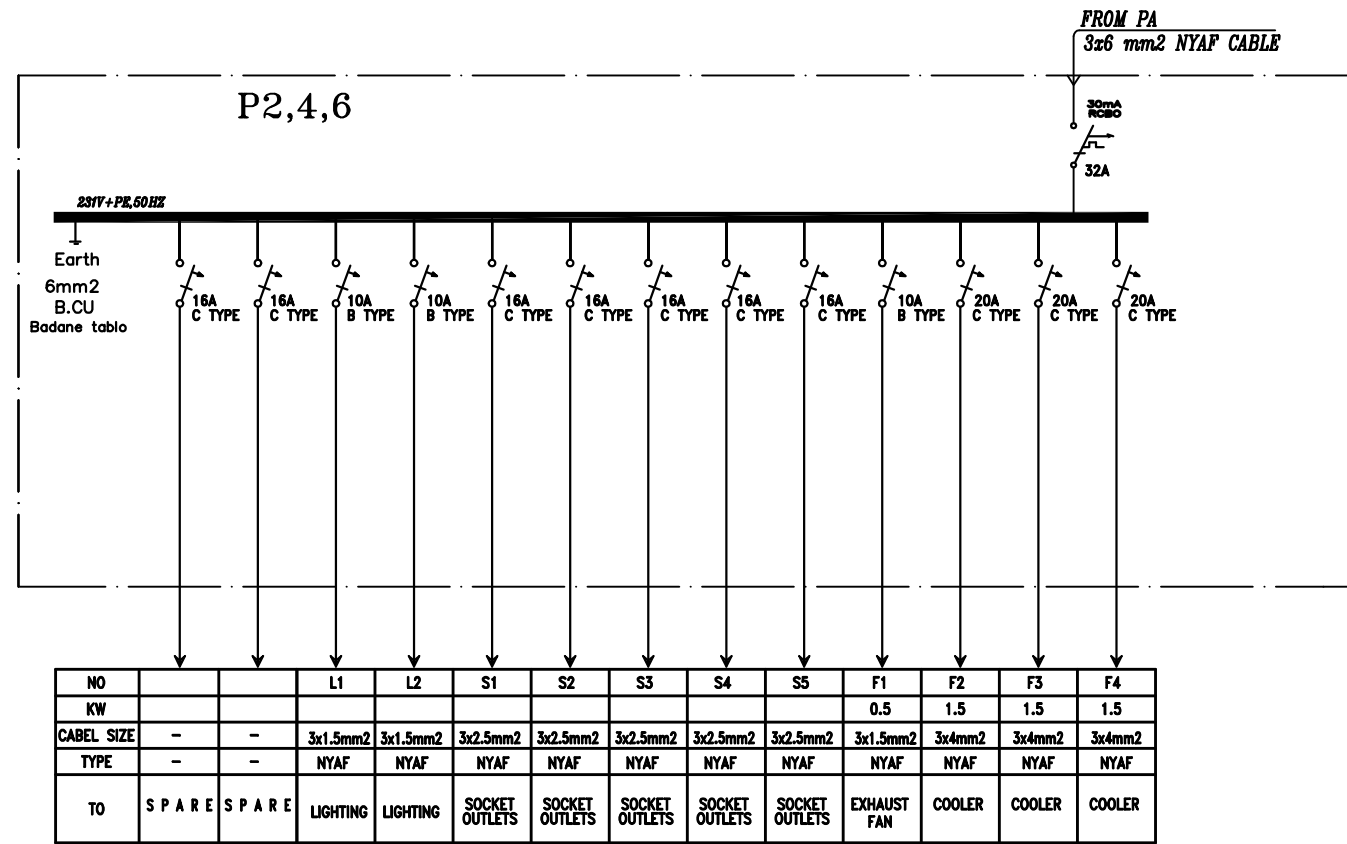 FROM PA
3x6 mm2 NYAF CABLE
P2,4,6
30mA
RCBO
32A
231V+PE,50HZ
Earth
6mm2
B.CU
Badane tablo
16A
C TYPE
16A
C TYPE
10A
B TYPE
10A
B TYPE
16A
C TYPE
16A
C TYPE
16A
C TYPE
16A
C TYPE
16A
C TYPE
10A
B TYPE
20A
C TYPE
20A
C TYPE
20A
C TYPE
NO L1 L2 S1 S2 S3 S4 S5 F1 F2 F3 F4
KW 0.5 1.5 1.5 1.5
CABEL SIZE - - 3x1.5mm2 3x1.5mm2 3x2.5mm2 3x2.5mm2 3x2.5mm2 3x2.5mm2 3x2.5mm2 3x1.5mm2 3x4mm2 3x4mm2 3x4mm2
TYPE - - NYAF NYAF NYAF NYAF NYAF NYAF NYAF NYAF NYAF NYAF NYAF
TO SPARE SPARE LIGHTING LIGHTING SOCKET OUTLETS SOCKET OUTLETS SOCKET OUTLETS SOCKET OUTLETS SOCKET OUTLETS EXHAUST FAN COOLER COOLER COOLER